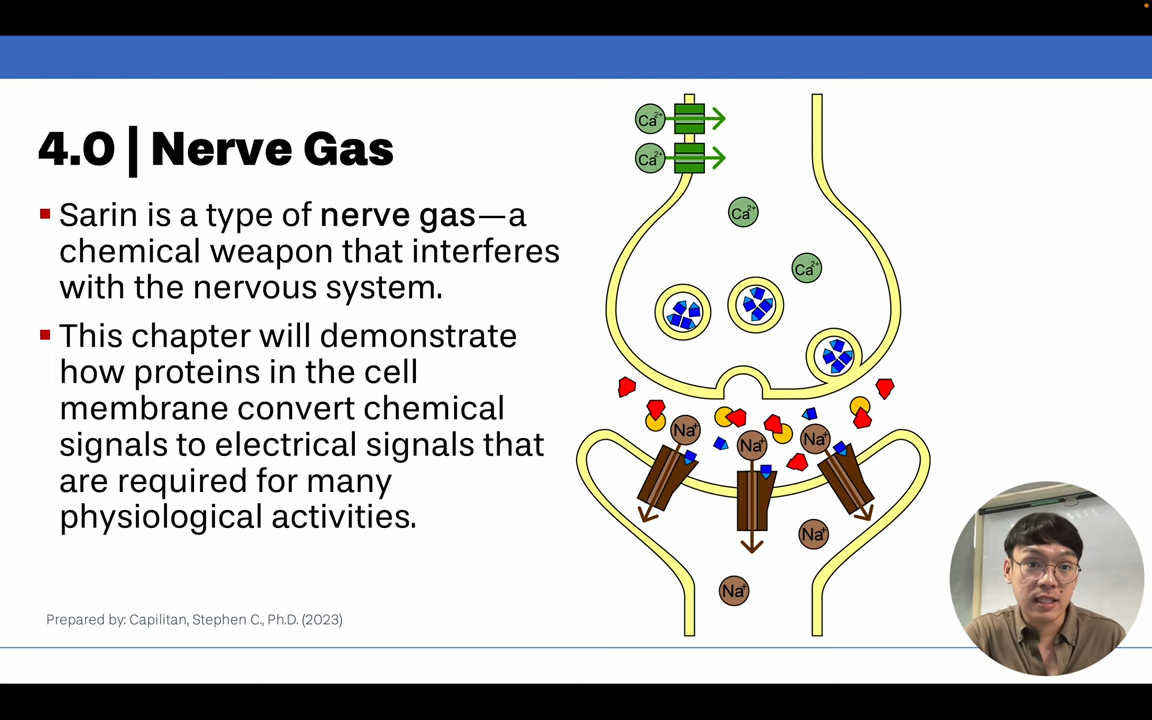 4.0 | Nerve Gas
▪ Sarin is a type of nerve gas—a
chemical weapon that interferes
with the nervous system.
▪ This chapter will demonstrate
how proteins in the cell
membrane convert chemical
signals to electrical signals that
are required for many
physiological activities.
Prepared by: Capilitan, Stephen C., Ph.D. (2023)
Ca²⁺
Ca²⁺
Ca²⁺
Ca²⁺
Na⁺
Na⁺
Na⁺
Na⁺
Na⁺